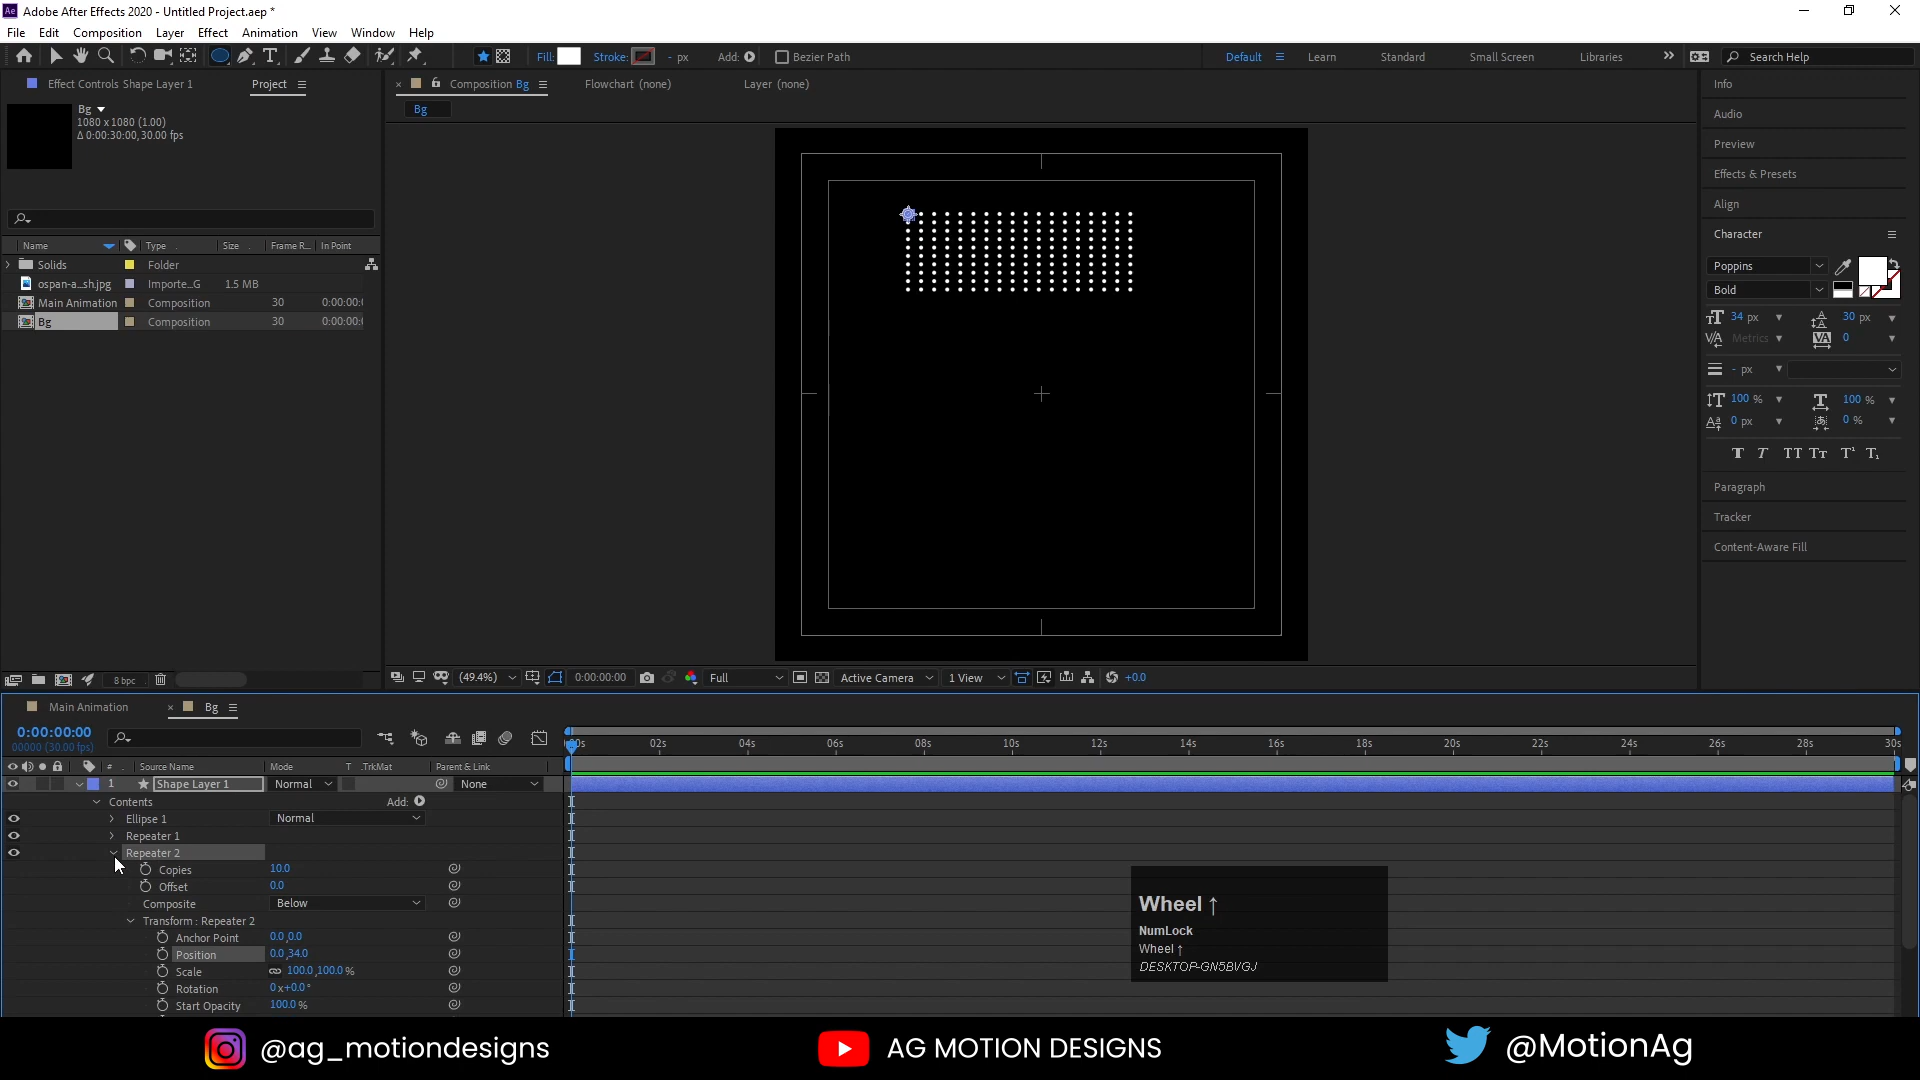 Adobe After Effects 2020 - Untitled Project.aep *
File Edit Composition Layer Effect Animation View Window Help
Fill: Stroke: - px Add: Bezier Path Default Learn Standard Small Screen Libraries Search Help
Effect Controls Shape Layer 1 Project
Composition Bg Flowchart (none) Layer (none)
Bg
Bg
1080 x 1080 (1.00)
Δ 0:00:30:00, 30.00 fps
Name Type Size Frame R... In Point
Solids Folder
ospan-a...sh.jpg Importe...G 1.5 MB
Main Animation Composition 30 0:00:00:
Bg Composition 30 0:00:00:
8 bpc
(49.4%) 0:00:00:00 Full Active Camera 1 View +0.0
Info
Audio
Preview
Effects & Presets
Align
Character
Poppins
Bold
34 px 30 px
Metrics 0
- px
100 % 100 %
0 px 0 %
Paragraph
Tracker
Content-Aware Fill
Main Animation Bg
0:00:00:00
00000 (30.00 fps)
00s 02s 04s 06s 08s 10s 12s 14s 16s 18s 20s 22s 24s 26s 28s 30s
# Source Name Mode T .TrkMat Parent & Link
1 Shape Layer 1 Normal None
Contents Add:
Ellipse 1 Normal
Repeater 1
Repeater 2
Copies 10.0
Offset 0.0
Composite Below
Transform : Repeater 2
Anchor Point 0.0,0.0
Position 0.0,34.0
Scale 100.0,100.0 %
Rotation 0x+0.0°
Start Opacity 100.0 %
Wheel ↑
NumLock
Wheel ↑
DESKTOP-GN5BVGJ
@ag_motiondesigns AG MOTION DESIGNS @MotionAg